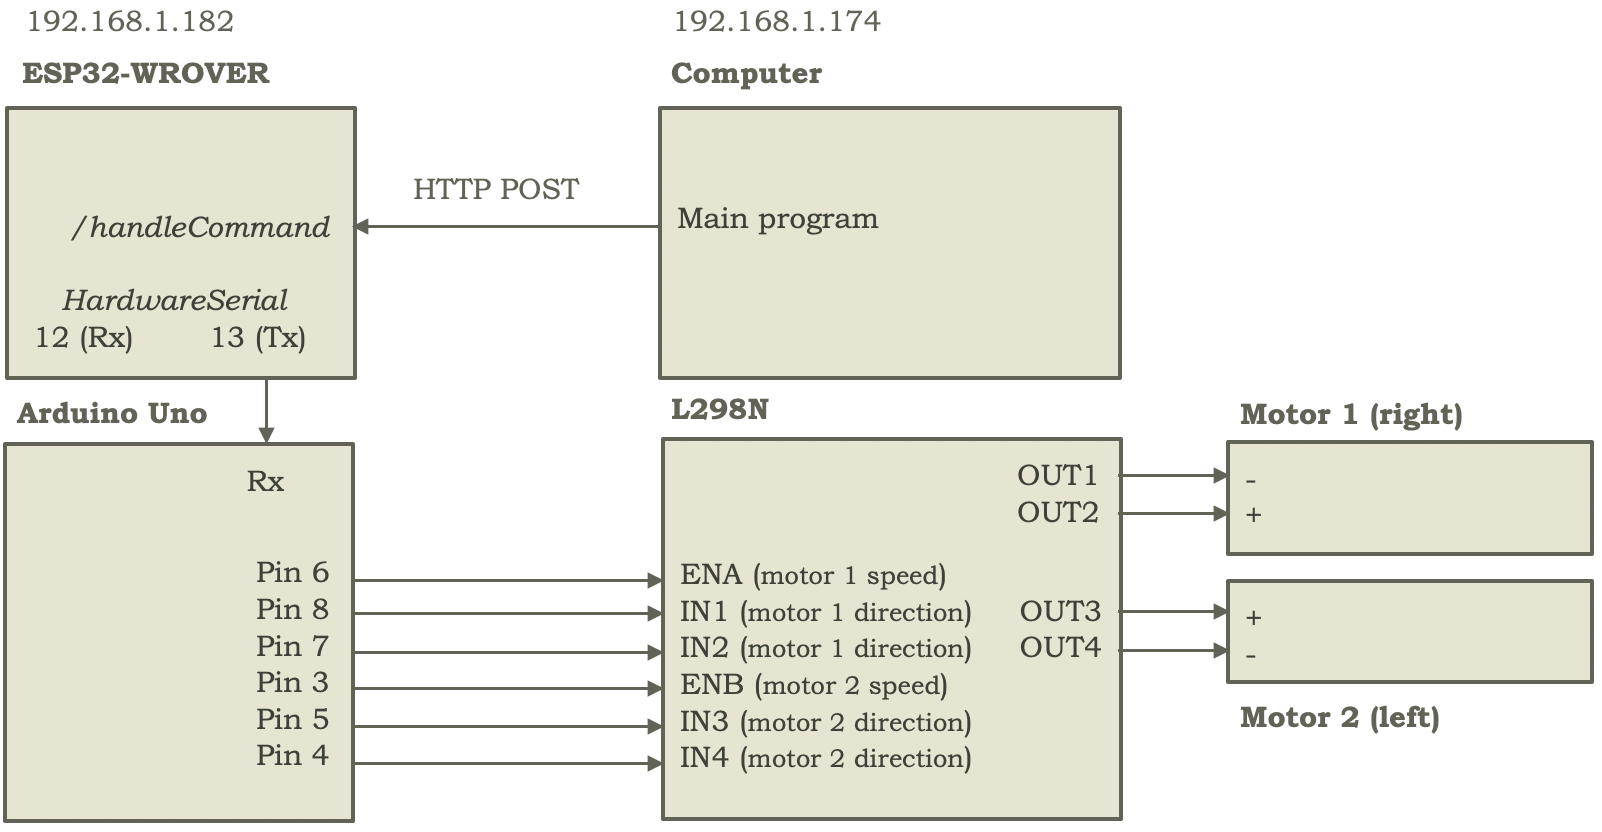 192.168.1.182
ESP32-WROVER
/handleCommand
HardwareSerial
12 (Rx) 13 (Tx)
HTTP POST
192.168.1.174
Computer
Main program
Arduino Uno
Rx
Pin 6
Pin 8
Pin 7
Pin 3
Pin 5
Pin 4
L298N
OUT1
OUT2
ENA (motor 1 speed)
IN1 (motor 1 direction) OUT3
IN2 (motor 1 direction) OUT4
ENB (motor 2 speed)
IN3 (motor 2 direction)
IN4 (motor 2 direction)
Motor 1 (right)
-
+
+
-
Motor 2 (left)